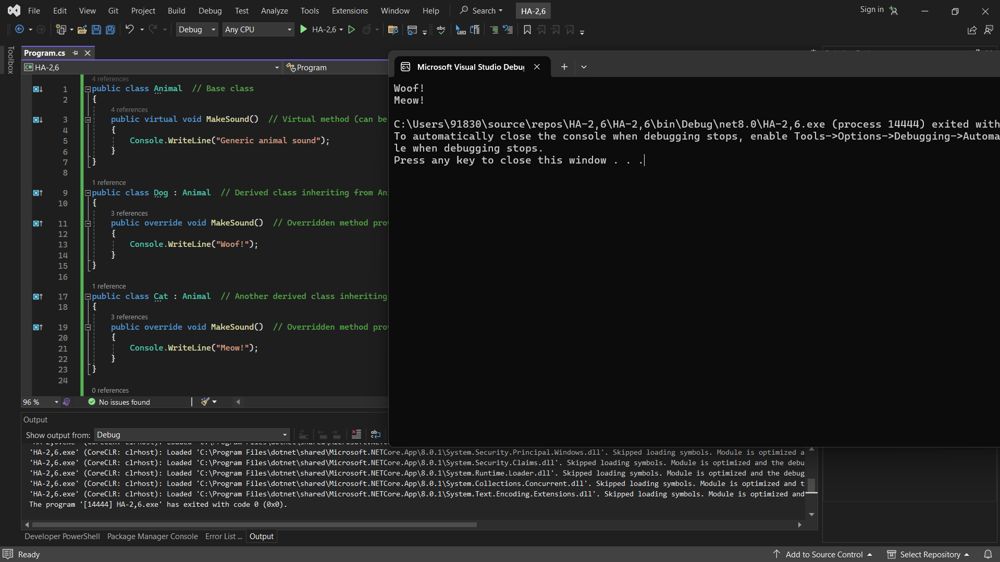 File Edit View Git Project Build Debug Test Analyze Tools Extensions Window Help Search HA-2,6 Sign in
Debug Any CPU HA-2,6
Toolbox
Program.cs
HA-2,6 Program
4 references
1 public class Animal // Base class
2 {
4 references
3 public virtual void MakeSound() // Virtual method (can be
4 {
5 Console.WriteLine("Generic animal sound");
6 }
7 }
8
1 reference
9 public class Dog : Animal // Derived class inheriting from
10 {
3 references
11 public override void MakeSound() // Overridden method
12 {
13 Console.WriteLine("Woof!");
14 }
15 }
16
1 reference
17 public class Cat : Animal // Another derived class inheriting
18 {
3 references
19 public override void MakeSound() // Overridden method
20 {
21 Console.WriteLine("Meow!");
22 }
23 }
24
0 references
96 % No issues found
Microsoft Visual Studio Debug
Woof!
Meow!
C:\Users\91830\source\repos\HA-2,6\HA-2,6\bin\Debug\net8.0\HA-2,6.exe (process 14444) exited with
To automatically close the console when debugging stops, enable Tools->Options->Debugging->Automa
le when debugging stops.
Press any key to close this window . . .
Output
Show output from: Debug
'HA-2,6.exe' (CoreCLR: clrhost): Loaded 'C:\Program Files\dotnet\shared\Microsoft.NETCore.App\8.0.1\System.Security.Principal.Windows.dll'. Skipped loading symbols. Module is optimized a
'HA-2,6.exe' (CoreCLR: clrhost): Loaded 'C:\Program Files\dotnet\shared\Microsoft.NETCore.App\8.0.1\System.Security.Claims.dll'. Skipped loading symbols. Module is optimized and the debu
'HA-2,6.exe' (CoreCLR: clrhost): Loaded 'C:\Program Files\dotnet\shared\Microsoft.NETCore.App\8.0.1\System.Runtime.Loader.dll'. Skipped loading symbols. Module is optimized and the debug
'HA-2,6.exe' (CoreCLR: clrhost): Loaded 'C:\Program Files\dotnet\shared\Microsoft.NETCore.App\8.0.1\System.Collections.Concurrent.dll'. Skipped loading symbols. Module is optimized and t
'HA-2,6.exe' (CoreCLR: clrhost): Loaded 'C:\Program Files\dotnet\shared\Microsoft.NETCore.App\8.0.1\System.Text.Encoding.Extensions.dll'. Skipped loading symbols. Module is optimized and
The program '[14444] HA-2,6.exe' has exited with code 0 (0x0).
Developer PowerShell Package Manager Console Error List ... Output
Ready Add to Source Control Select Repository